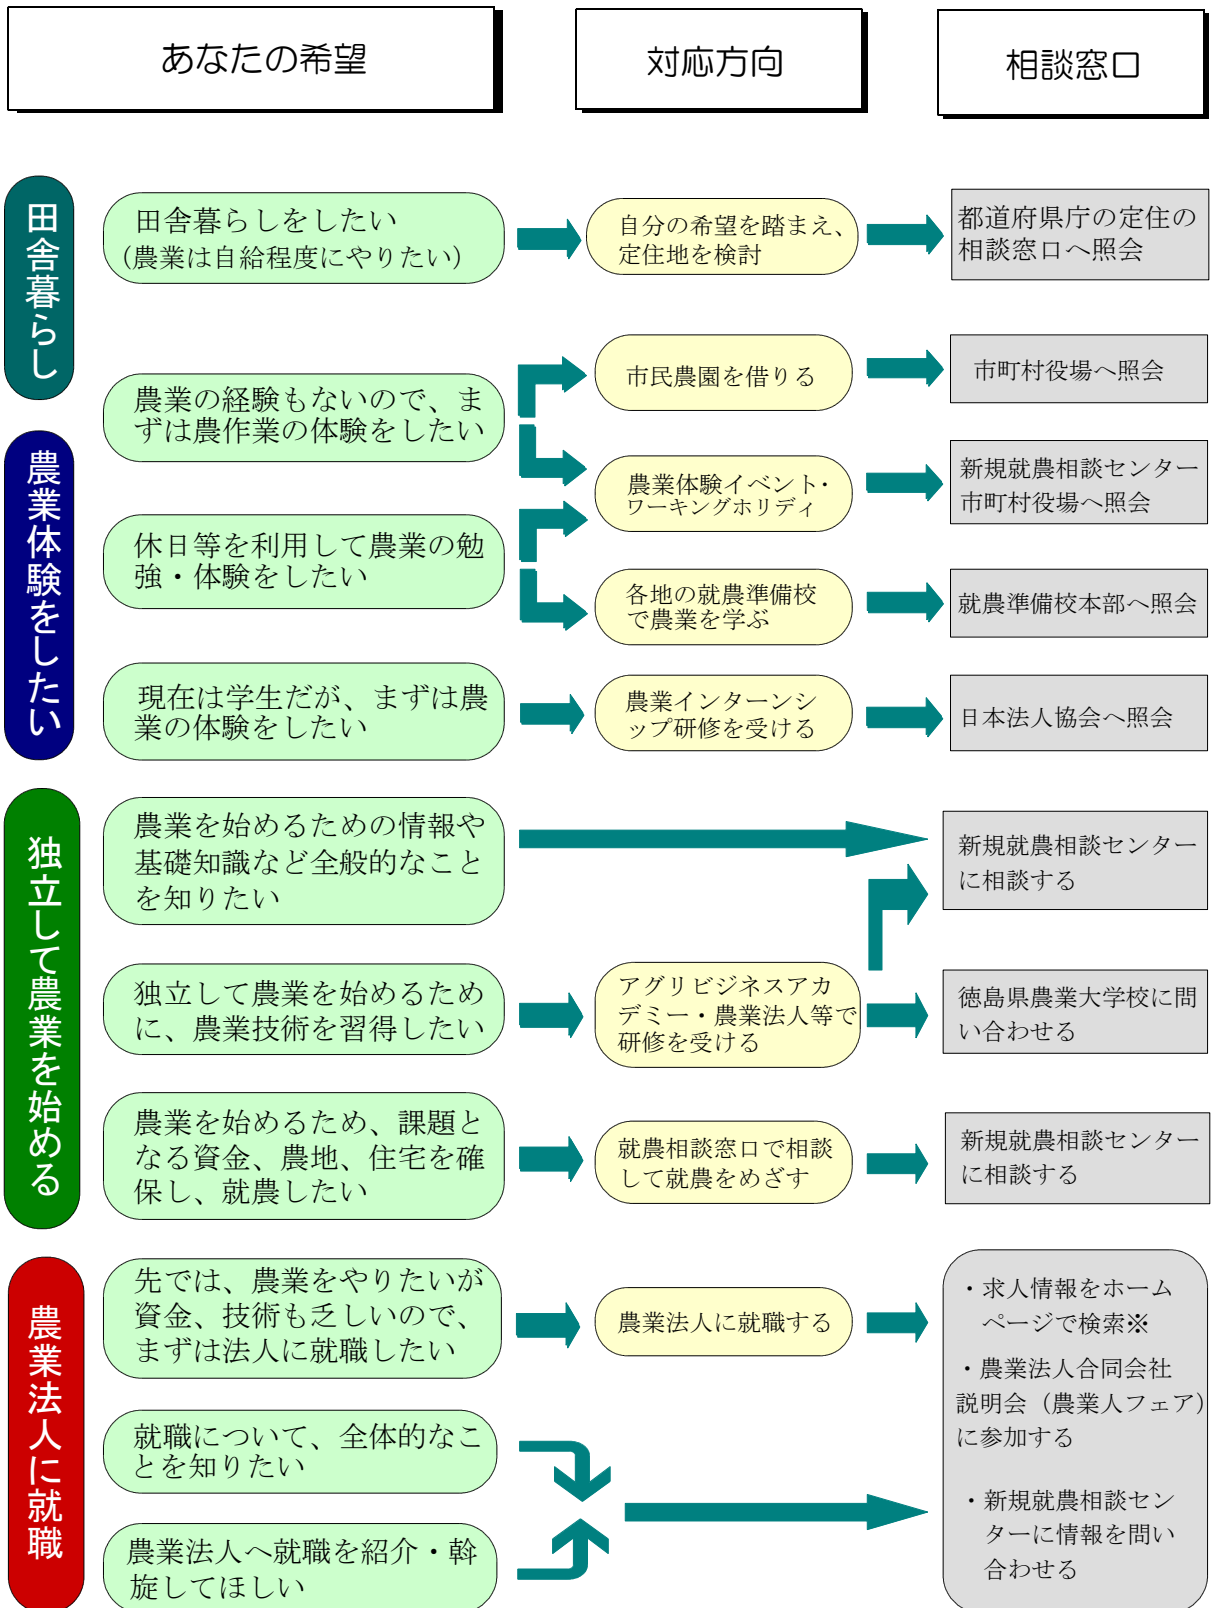 あなたの希望
対応方向
相談窓口
田舎暮らし
田舎暮らしをしたい
（農業は自給程度にやりたい）
自分の希望を踏まえ、
定住地を検討
都道府県庁の定住の
相談窓口へ照会
農業の経験もないので、ま
ずは農作業の体験をしたい
市民農園を借りる
市町村役場へ照会
農業体験をしたい
農業体験イベント・
ワーキングホリディ
新規就農相談センター
市町村役場へ照会
休日等を利用して農業の勉
強・体験をしたい
各地の就農準備校
で農業を学ぶ
就農準備校本部へ照会
現在は学生だが、まずは農
業の体験をしたい
農業インターンシ
ップ研修を受ける
日本法人協会へ照会
独立して農業を始める
農業を始めるための情報や
基礎知識など全般的なこと
を知りたい
新規就農相談センター
に相談する
独立して農業を始めるため
に、農業技術を習得したい
アグリビジネスアカ
デミー・農業法人等で
研修を受ける
徳島県農業大学校に問
い合わせる
農業を始めるため、課題と
なる資金、農地、住宅を確
保し、就農したい
就農相談窓口で相談
して就農をめざす
新規就農相談センター
に相談する
農業法人に就職
先では、農業をやりたいが
資金、技術も乏しいので、
まずは法人に就職したい
農業法人に就職する
・求人情報をホーム
ページで検索※
・農業法人合同会社
説明会（農業人フェア）
に参加する
・新規就農相談セン
ターに情報を問い
合わせる
就職について、全体的なこ
とを知りたい
農業法人へ就職を紹介・斡
旋してほしい